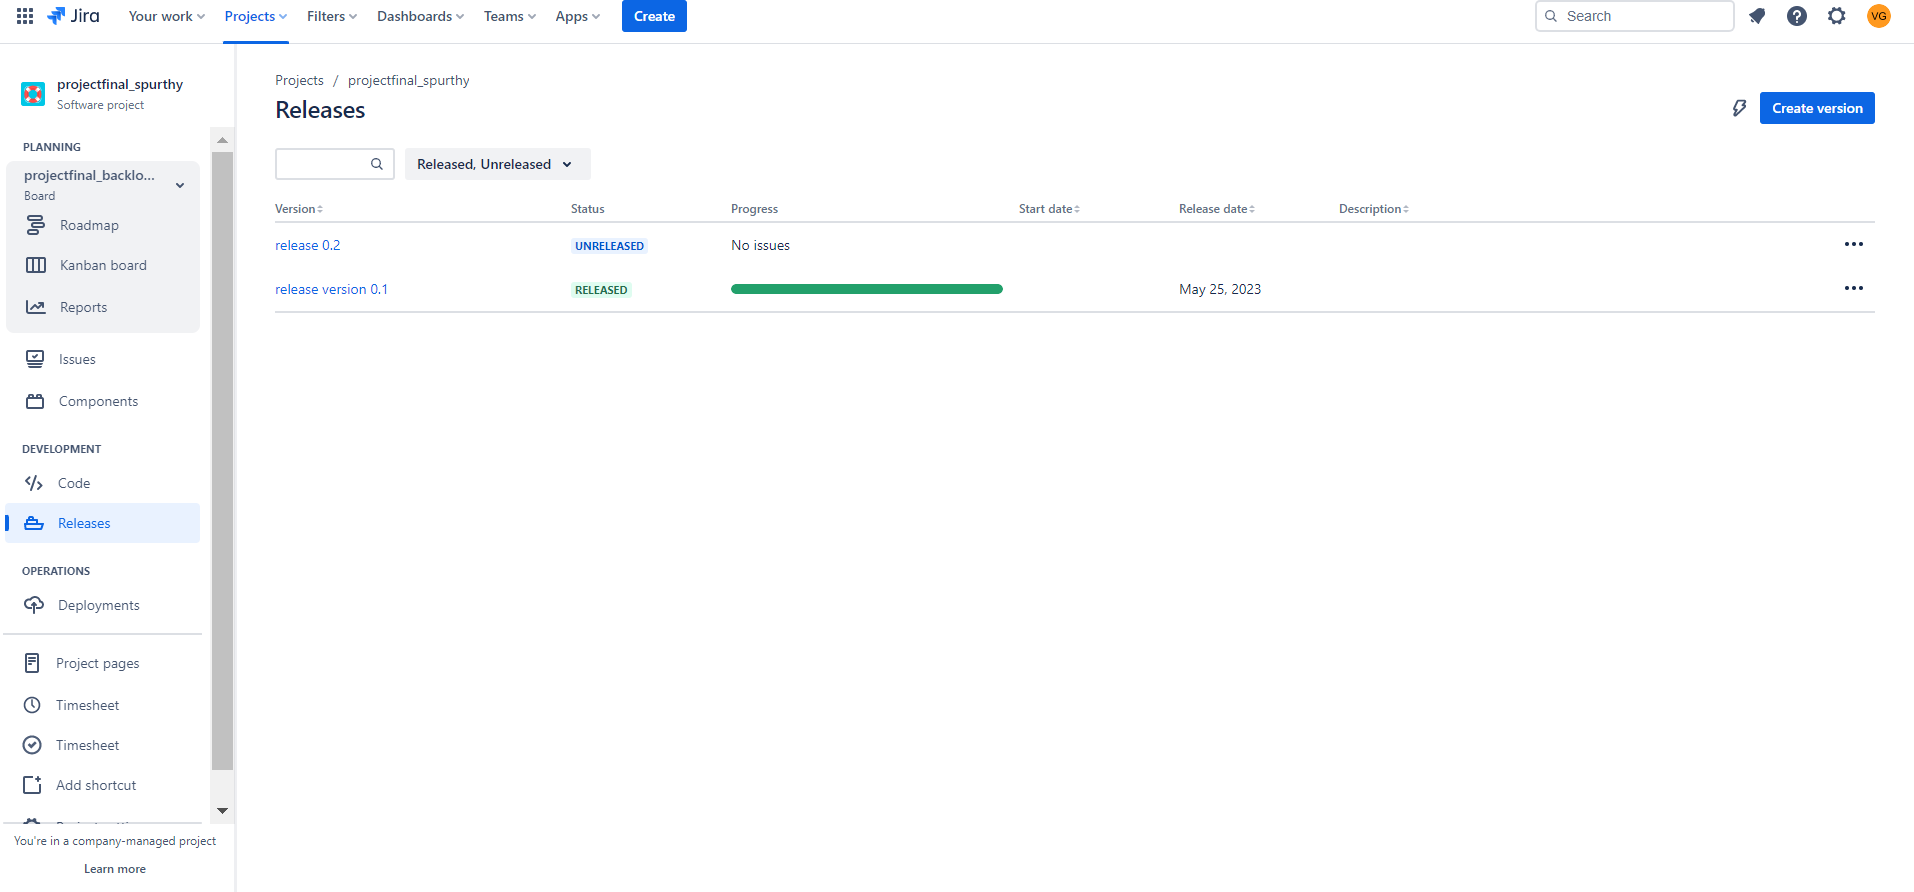 Jira Your work Projects Filters Dashboards Teams Apps Create Search VG
projectfinal_spurthy
Software project
PLANNING
projectfinal_backlo...
Board
Roadmap
Kanban board
Reports
Issues
Components
DEVELOPMENT
Code
Releases
OPERATIONS
Deployments
Project pages
Timesheet
Timesheet
Add shortcut
You're in a company-managed project
Learn more
Projects / projectfinal_spurthy
Releases
Create version
Released, Unreleased
Version Status Progress Start date Release date Description
release 0.2 UNRELEASED No issues
release version 0.1 RELEASED May 25, 2023